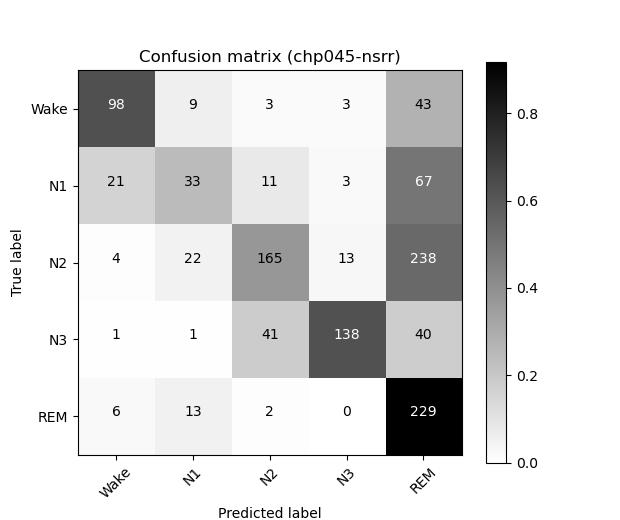 Confusion matrix (chp045-nsrr)
Wake 98 9 3 3 43
N1 21 33 11 3 67
N2 4 22 165 13 238
N3 1 1 41 138 40
REM 6 13 2 0 229
Wake N1 N2 N3 REM
True label
Predicted label
0.8
0.6
0.4
0.2
0.0